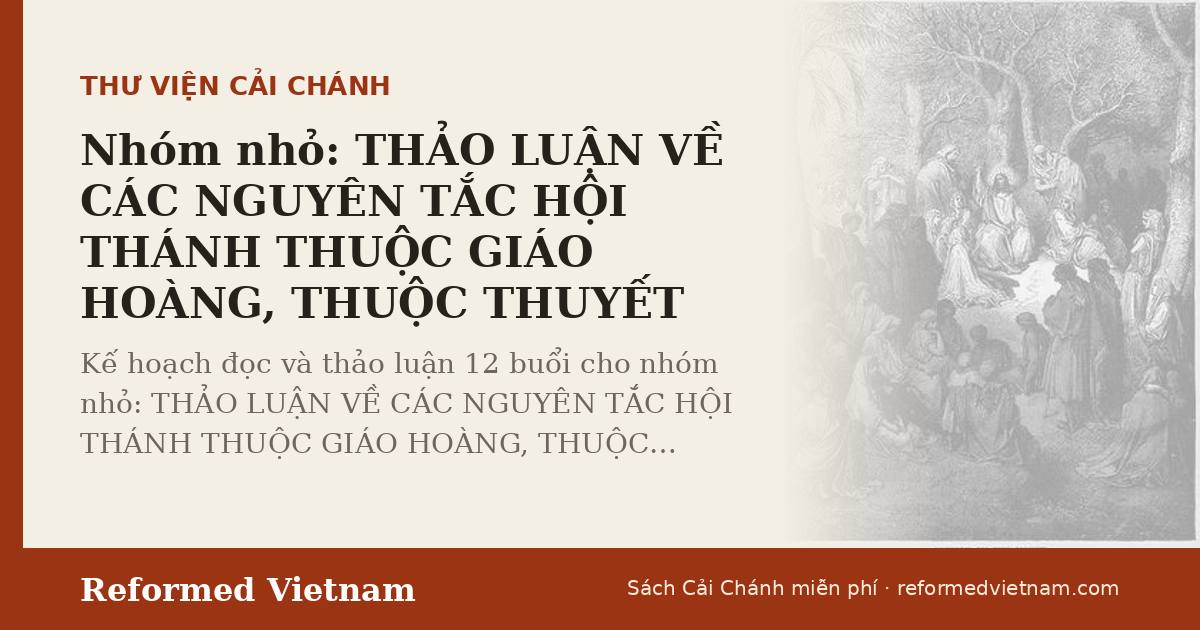 THƯ VIỆN CẢI CHÁNH
Nhóm nhỏ: THẢO LUẬN VỀ
CÁC NGUYÊN TẮC HỘI
THÁNH THUỘC GIÁO
HOÀNG, THUỘC THUYẾT
Kế hoạch đọc và thảo luận 12 buổi cho nhóm
nhỏ: THẢO LUẬN VỀ CÁC NGUYÊN TẮC HỘI
THÁNH THUỘC GIÁO HOÀNG, THUỘC...
Reformed Vietnam
Sách Cải Chánh miễn phí · reformedvietnam.com